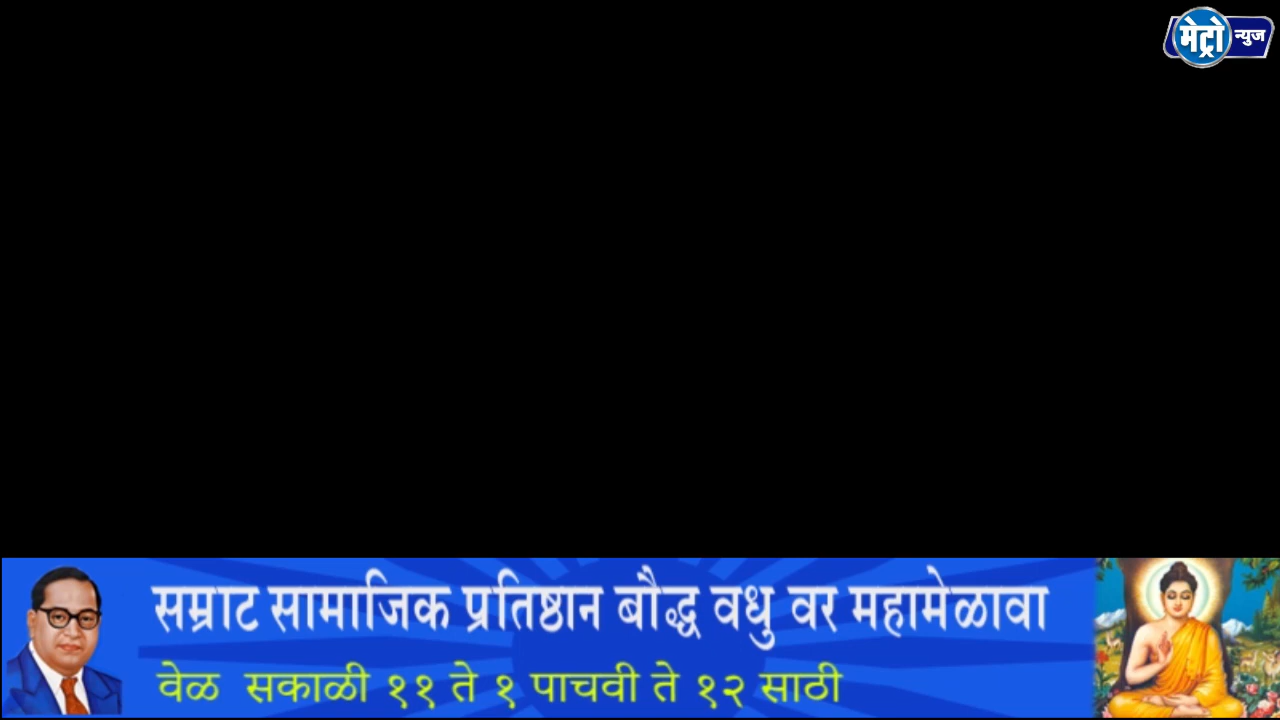 मेट्रो न्युज
सम्राट सामाजिक प्रतिष्ठान बौद्ध वधु वर महामेळावा
वेळ सकाळी ११ ते १ पाचवी ते १२ साठी